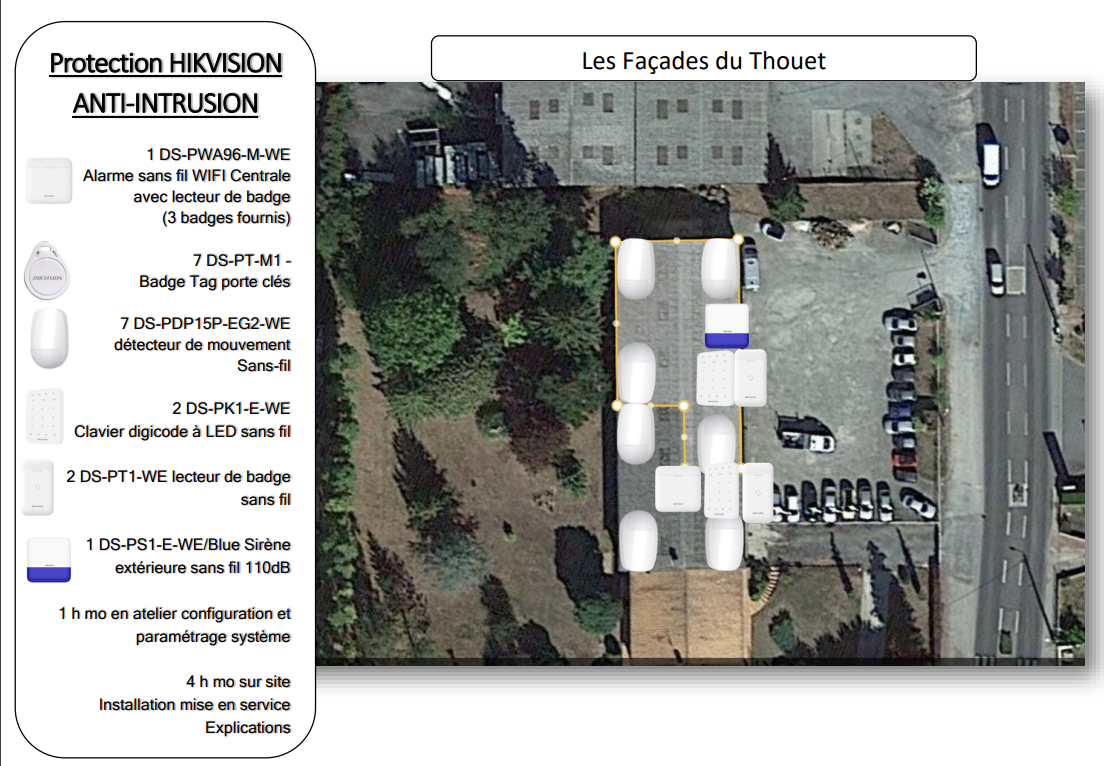 Protection HIKVISION
ANTI-INTRUSION
1 DS-PWA96-M-WE
Alarme sans fil WIFI Centrale
avec lecteur de badge
(3 badges fournis)
HIKVISION
7 DS-PT-M1 -
Badge Tag porte clés
7 DS-PDP15P-EG2-WE
détecteur de mouvement
Sans-fil
2 DS-PK1-E-WE
Clavier digicode à LED sans fil
2 DS-PT1-WE lecteur de badge
sans fil
1 DS-PS1-E-WE/Blue Sirène
extérieure sans fil 110dB
1 h mo en atelier configuration et
paramétrage système
4 h mo sur site
Installation mise en service
Explications
Les Façades du Thouet